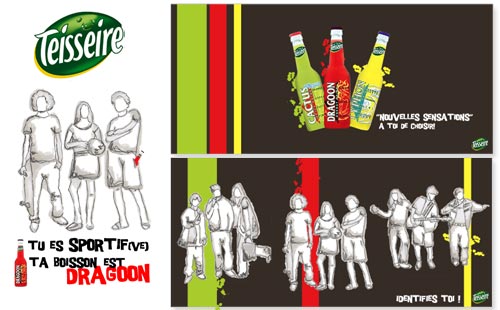 Teisseire
TU ES SPORTIF(VE)
TA BOISSON EST
DRAGOON
CACTUS
DRAGOON
"NOUVELLES SENSATIONS"
A TOI DE CHOISIR!
Teisseire
IDENTIFIES TOI !
Teisseire